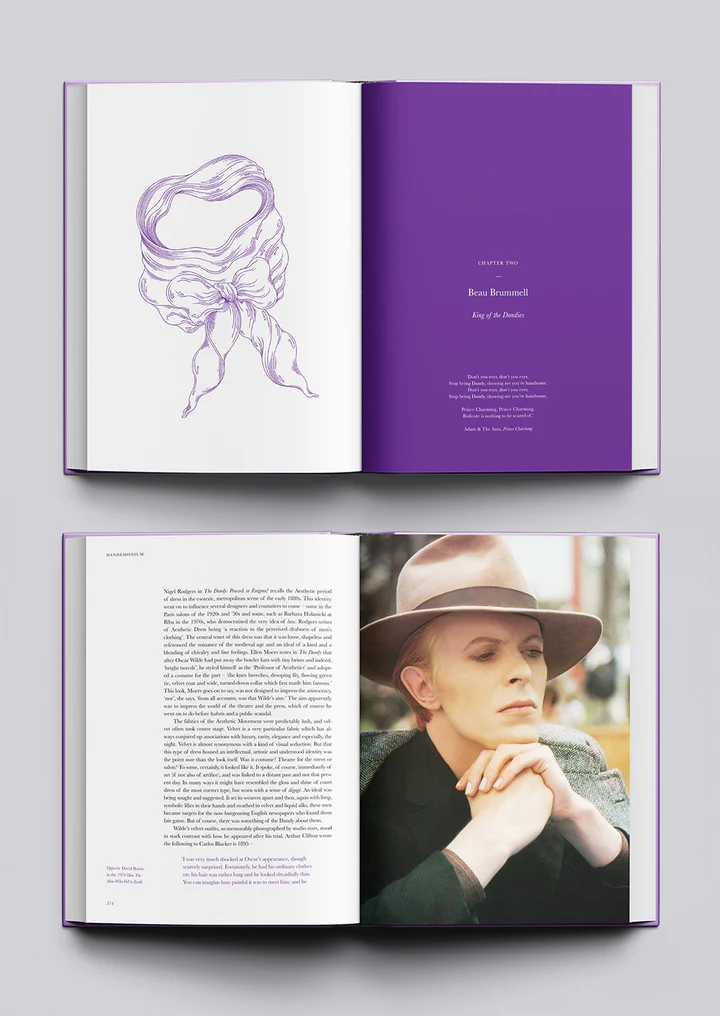 CHAPTER TWO
—
Beau Brummell
King of the Dandies
'Don't you ever, don't you ever,
Stop being Dandy, showing me you're handsome.
Don't you ever, don't you ever,
Stop being Dandy, showing me you're handsome,
Prince Charming, Prince Charming,
Ridicule is nothing to be scared of.'
Adam & The Ants, Prince Charming
DANDEMONIUM
Nigel Rodgers in The Dandy: Peacock or Enigma? recalls the Aesthetic period
of dress in the esoteric, metropolitan scene of the early 1880s. This identity
went on to influence several designers and couturiers to come – some in the
Paris salons of the 1920s and '30s and some, such as Barbara Hulanicki at
Biba in the 1970s, who democratised the very idea of luxe. Rodgers writes
of Aesthetic Dress being 'a reaction to the perceived drabness of men's
clothing'. The central tenet of this dress was that it was loose, shapeless and
referenced the romance of the medieval age and an ideal of a kind and a
blending of chivalry and fine feelings. Ellen Moers notes in The Dandy that
after Oscar Wilde had put away the bowler hats with tiny brims and indeed,
'bright tweeds', he styled himself as the 'Professor of Aesthetics' and adopt-
ed a costume for the part – 'the knee breeches, drooping lily, flowing green
tie, velvet coat and wide, turned-down collar which first made him famous.'
This look, Moers goes on to say, was not designed to impress the aristocracy,
'nor', she says, 'from all accounts, was that Wilde's aim.' The aim apparently
was to impress the world of the theatre and the press, which of course he
went on to do before hubris and a public scandal.
The fabrics of the Aesthetic Movement were predictably lush, and vel-
vet often took centre stage. Velvet is a very particular fabric which has al-
ways conjured up associations with luxury, rarity, elegance and especially, the
night. Velvet is almost synonymous with a kind of visual seduction. But that
this type of dress housed an intellectual, artistic and understood identity was
the point more than the look itself. Was it costume? Theatre for the street or
salon? To some, certainly, it looked like it. It spoke, of course, immediately of
art (if not also of artifice), and was linked to a distant past and not that pres-
ent day. In many ways it might have resembled the gloss and shine of court
dress of the most correct type, but worn with a sense of dégagé. An ideal was
being sought and suggested. It set its wearers apart and then, again with limp,
symbolic lilies in their hands and swathed in velvet and liquid silks, these men
became targets for the now burgeoning English newspapers who found them
fair game. But of course, there was something of the Dandy about them.
Wilde's velvet outfits, so memorably photographed by studio stars, stood
in stark contrast with how he appeared after his trial. Arthur Clifton wrote
the following to Carlos Blacker in 1895 –
'I was very much shocked at Oscar's appearance, though
scarcely surprised. Fortunately, he had his ordinary clothes
on: his hair was rather long and he looked dreadfully thin.
You can imagine how painful it was to meet him: and he
Opposite David Bowie
in the 1976 film, The
Man Who Fell to Earth